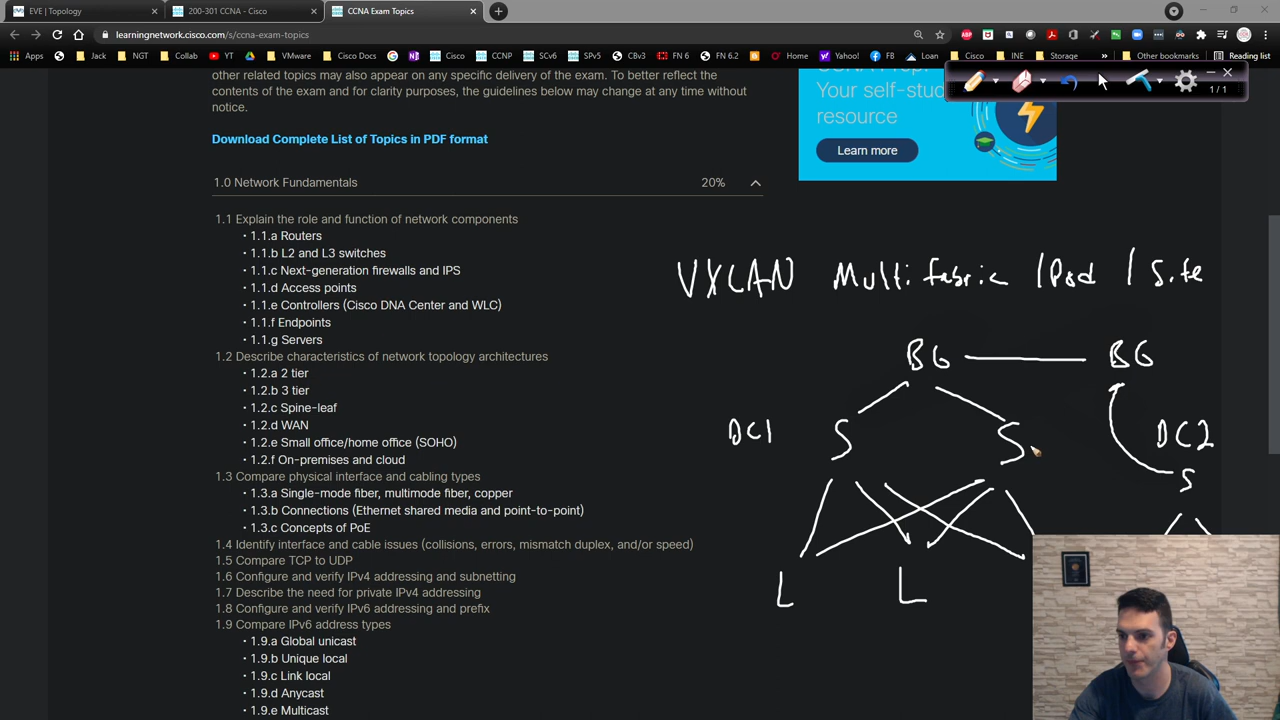 EVE | Topology
200-301 CCNA - Cisco
CCNA Exam Topics
learningnetwork.cisco.com/s/ccna-exam-topics
Apps
Jack
NGT
VMware
Cisco Docs
YT
Cisco
CCNP
SCv6
SPv5
CBv3
FN 6
FN 6.2
Home
Yahoo!
FB
Cisco
INE
Storage
»
Other bookmarks
Reading list
1/1
other related topics may also appear on any specific delivery of the exam. To better reflect the
contents of the exam and for clarity purposes, the guidelines below may change at any time without
notice.
Your self-stu
resource
Learn more
Download Complete List of Topics in PDF format
1.0 Network Fundamentals 20%
1.1 Explain the role and function of network components
• 1.1.a Routers
• 1.1.b L2 and L3 switches
• 1.1.c Next-generation firewalls and IPS
• 1.1.d Access points
• 1.1.e Controllers (Cisco DNA Center and WLC)
• 1.1.f Endpoints
• 1.1.g Servers
1.2 Describe characteristics of network topology architectures
• 1.2.a 2 tier
• 1.2.b 3 tier
• 1.2.c Spine-leaf
• 1.2.d WAN
• 1.2.e Small office/home office (SOHO)
• 1.2.f On-premises and cloud
1.3 Compare physical interface and cabling types
• 1.3.a Single-mode fiber, multimode fiber, copper
• 1.3.b Connections (Ethernet shared media and point-to-point)
• 1.3.c Concepts of PoE
1.4 Identify interface and cable issues (collisions, errors, mismatch duplex, and/or speed)
1.5 Compare TCP to UDP
1.6 Configure and verify IPv4 addressing and subnetting
1.7 Describe the need for private IPv4 addressing
1.8 Configure and verify IPv6 addressing and prefix
1.9 Compare IPv6 address types
• 1.9.a Global unicast
• 1.9.b Unique local
• 1.9.c Link local
• 1.9.d Anycast
• 1.9.e Multicast
VXLAN Multifabric /Pod / Site
BG BG
DC1 S S DC2
S
L L